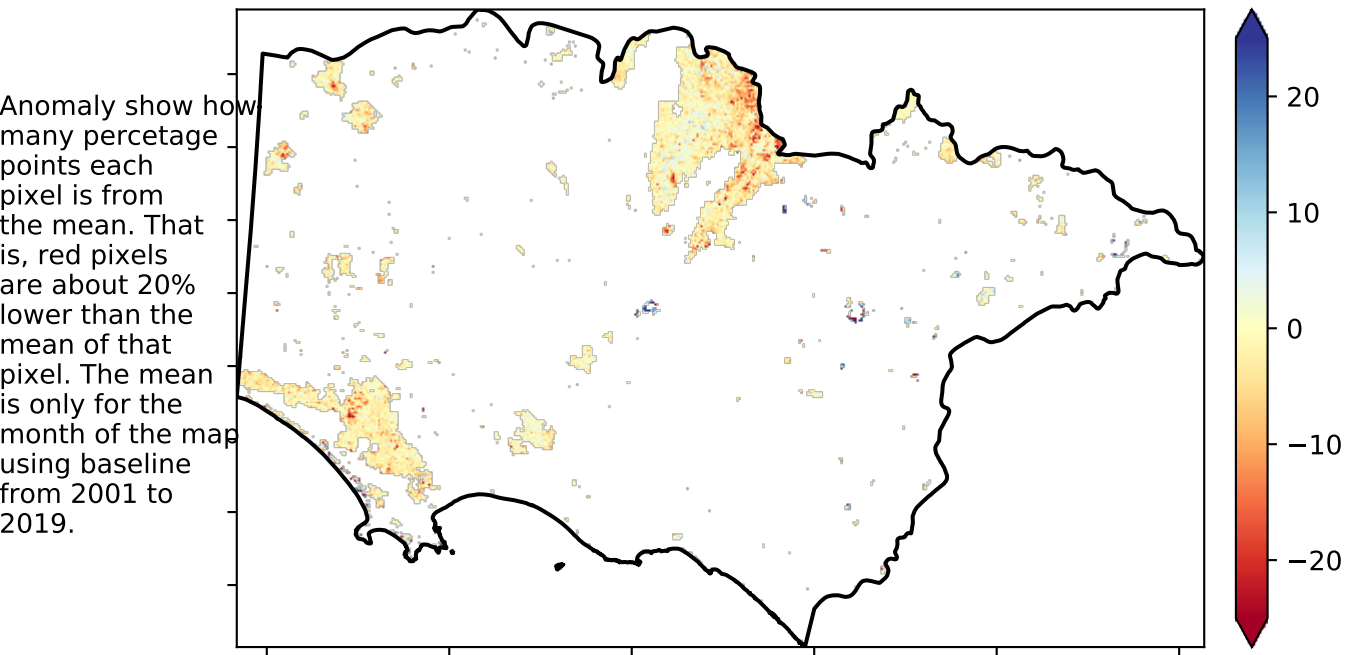 Anomaly show how
many percetage
points each
pixel is from
the mean. That
is, red pixels
are about 20%
lower than the
mean of that
pixel. The mean
is only for the
month of the map
using baseline
from 2001 to
2019.
20
10
0
−10
−20